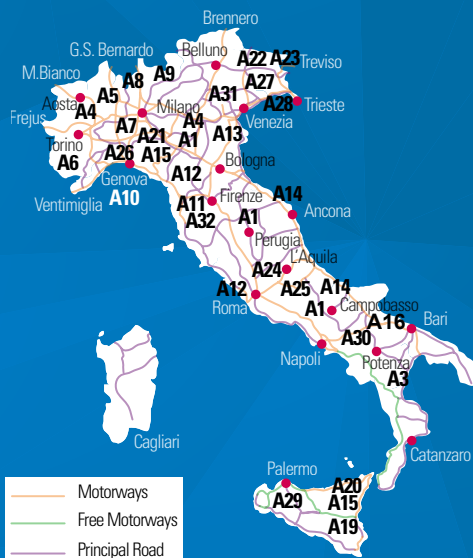 Brennero
G.S. Bernardo
A9
Belluno
A22
A23
Treviso
M.Bianco
A8
A27
A5
A31
Aosta
A4
Milano
A28
Trieste
Frejus
A7
A4
Venezia
Torino
A21
A1
A13
A6
A26
A15
Bologna
Genova
A12
Ventimiglia
A10
A11
Firenze
A14
A32
A1
Ancona
Perugia
L'Aquila
A24
A12
A25
A14
Roma
A1
Campobasso
A16
Bari
A30
Napoli
Potenza
A3
Cagliari
Catanzaro
Palermo
A20
A29
A15
A19
Motorways
Free Motorways
Principal Road